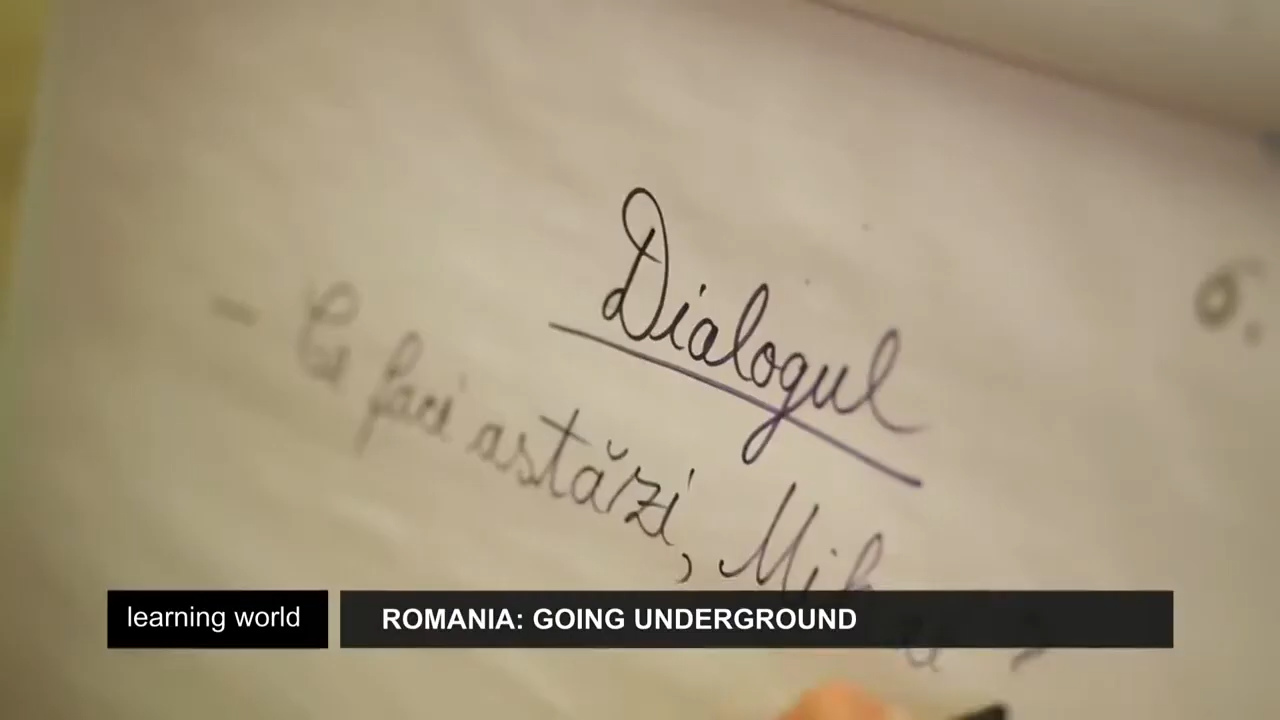 Dialogul
6.
- Ce faci astăzi, 
learning world
ROMANIA: GOING UNDERGROUND